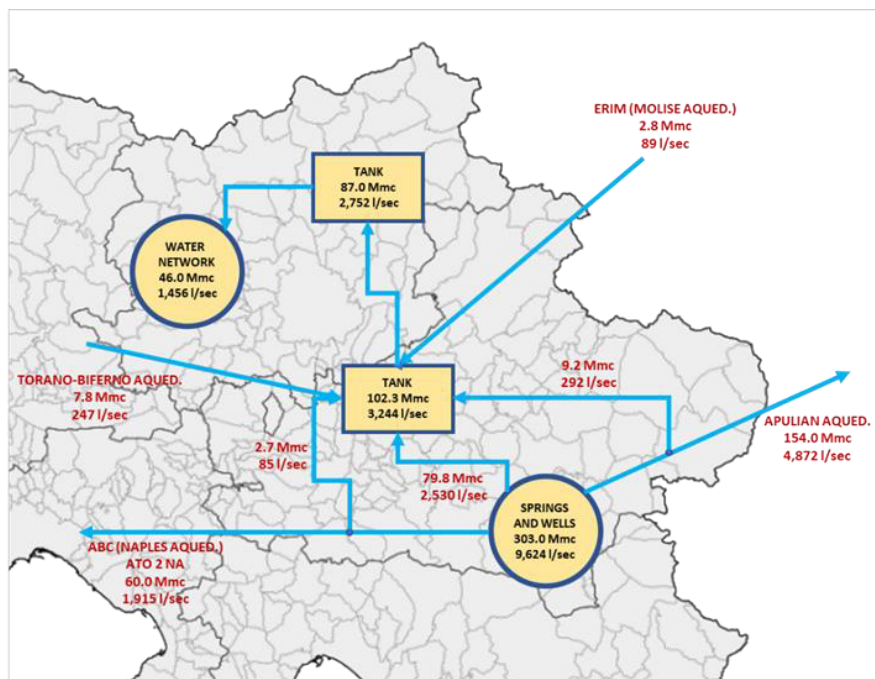 ERIM (MOLISE AQUED.)
2.8 Mmc
89 l/sec
TANK
87.0 Mmc
2,752 l/sec
WATER
NETWORK
46.0 Mmc
1,456 l/sec
TORANO-BIFERNO AQUED.
7.8 Mmc
247 l/sec
TANK
102.3 Mmc
3,244 l/sec
9.2 Mmc
292 l/sec
APULIAN AQUED.
154.0 Mmc
4,872 l/sec
2.7 Mmc
85 l/sec
79.8 Mmc
2,530 l/sec
SPRINGS
AND WELLS
303.0 Mmc
9,624 l/sec
ABC (NAPLES AQUED.)
ATO 2 NA
60.0 Mmc
1,915 l/sec